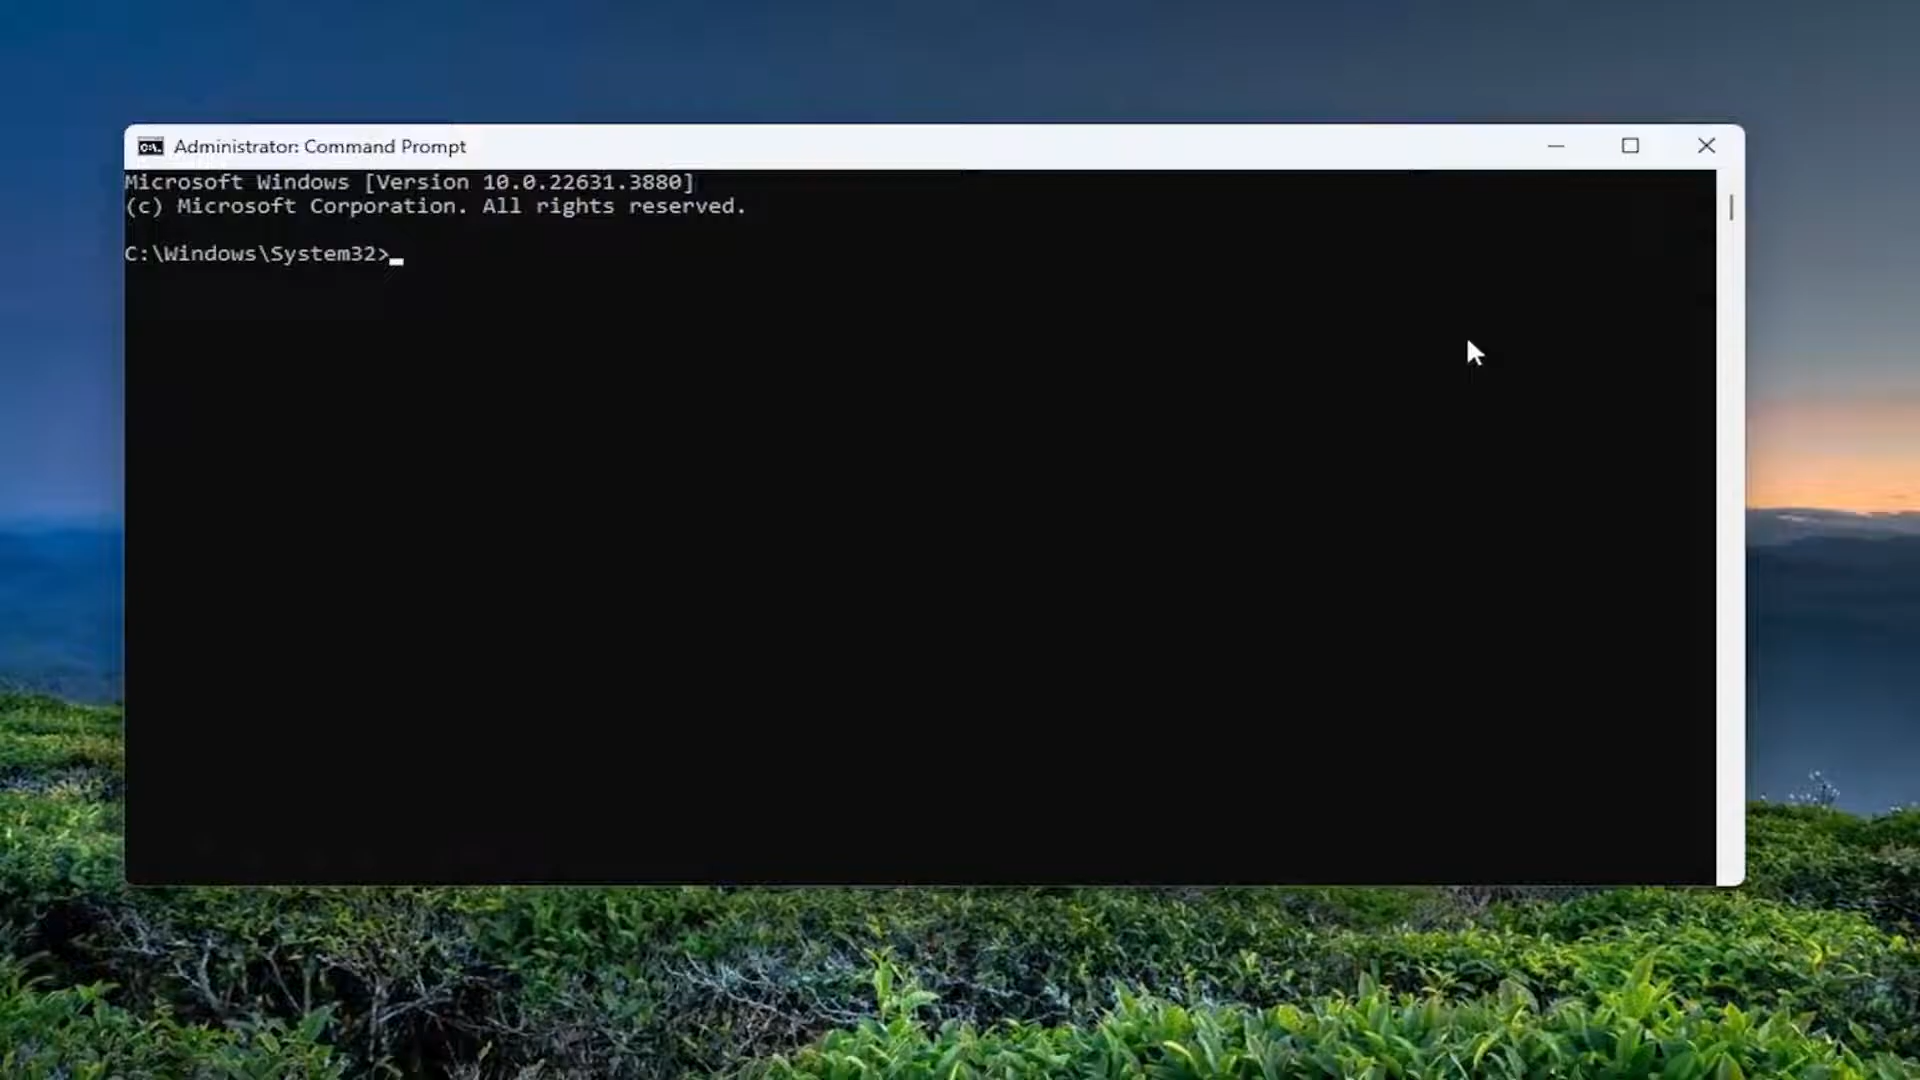 Administrator: Command Prompt
Microsoft Windows [Version 10.0.22631.3880]
(c) Microsoft Corporation. All rights reserved.
C:\Windows\System32>